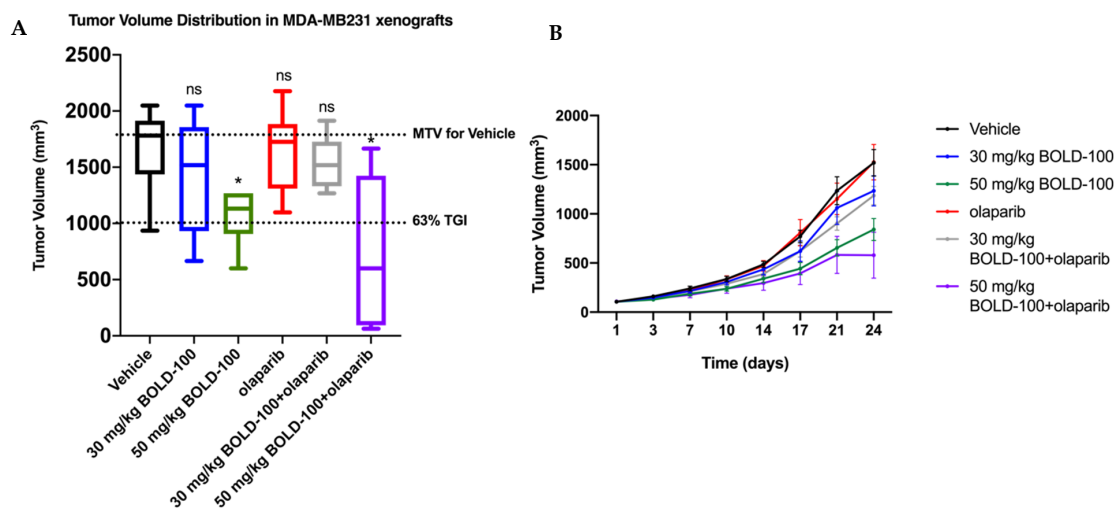 A
Tumor Volume Distribution in MDA-MB231 xenografts
Tumor Volume (mm³)
2500
2000
1500
1000
500
0
ns
*
ns
ns
*
MTV for Vehicle
63% TGI
Vehicle
30 mg/kg BOLD-100
50 mg/kg BOLD-100
olaparib
30 mg/kg BOLD-100+olaparib
50 mg/kg BOLD-100+olaparib
B
Tumor Volume (mm³)
2000
1500
1000
500
0
1 3 7 10 14 17 21 24
Time (days)
Vehicle
30 mg/kg BOLD-100
50 mg/kg BOLD-100
olaparib
30 mg/kg
BOLD-100+olaparib
50 mg/kg
BOLD-100+olaparib